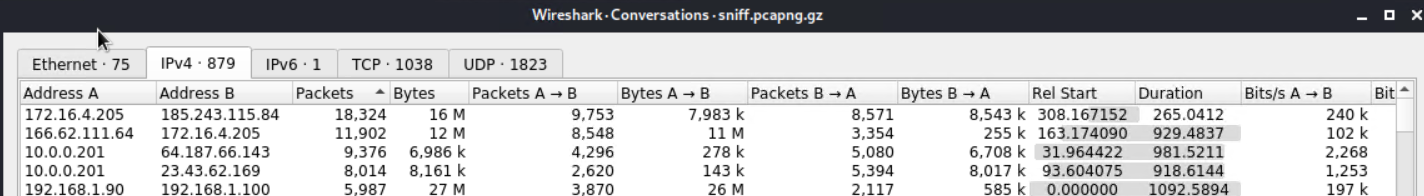 Wireshark · Conversations · sniff.pcapng.gz
Ethernet · 75 IPv4 · 879 IPv6 · 1 TCP · 1038 UDP · 1823
Address A Address B Packets Bytes Packets A → B Bytes A → B Packets B → A Bytes B → A Rel Start Duration Bits/s A → B Bit
172.16.4.205 185.243.115.84 18,324 16 M 9,753 7,983 k 8,571 8,543 k 308.167152 265.0412 240 k
166.62.111.64 172.16.4.205 11,902 12 M 8,548 11 M 3,354 255 k 163.174090 929.4837 102 k
10.0.0.201 64.187.66.143 9,376 6,986 k 4,296 278 k 5,080 6,708 k 31.964422 981.5211 2,268
10.0.0.201 23.43.62.169 8,014 8,161 k 2,620 143 k 5,394 8,017 k 93.604075 918.6144 1,253
192.168.1.90 192.168.1.100 5,987 27 M 3,870 26 M 2,117 585 k 0.000000 1092.5894 197 k